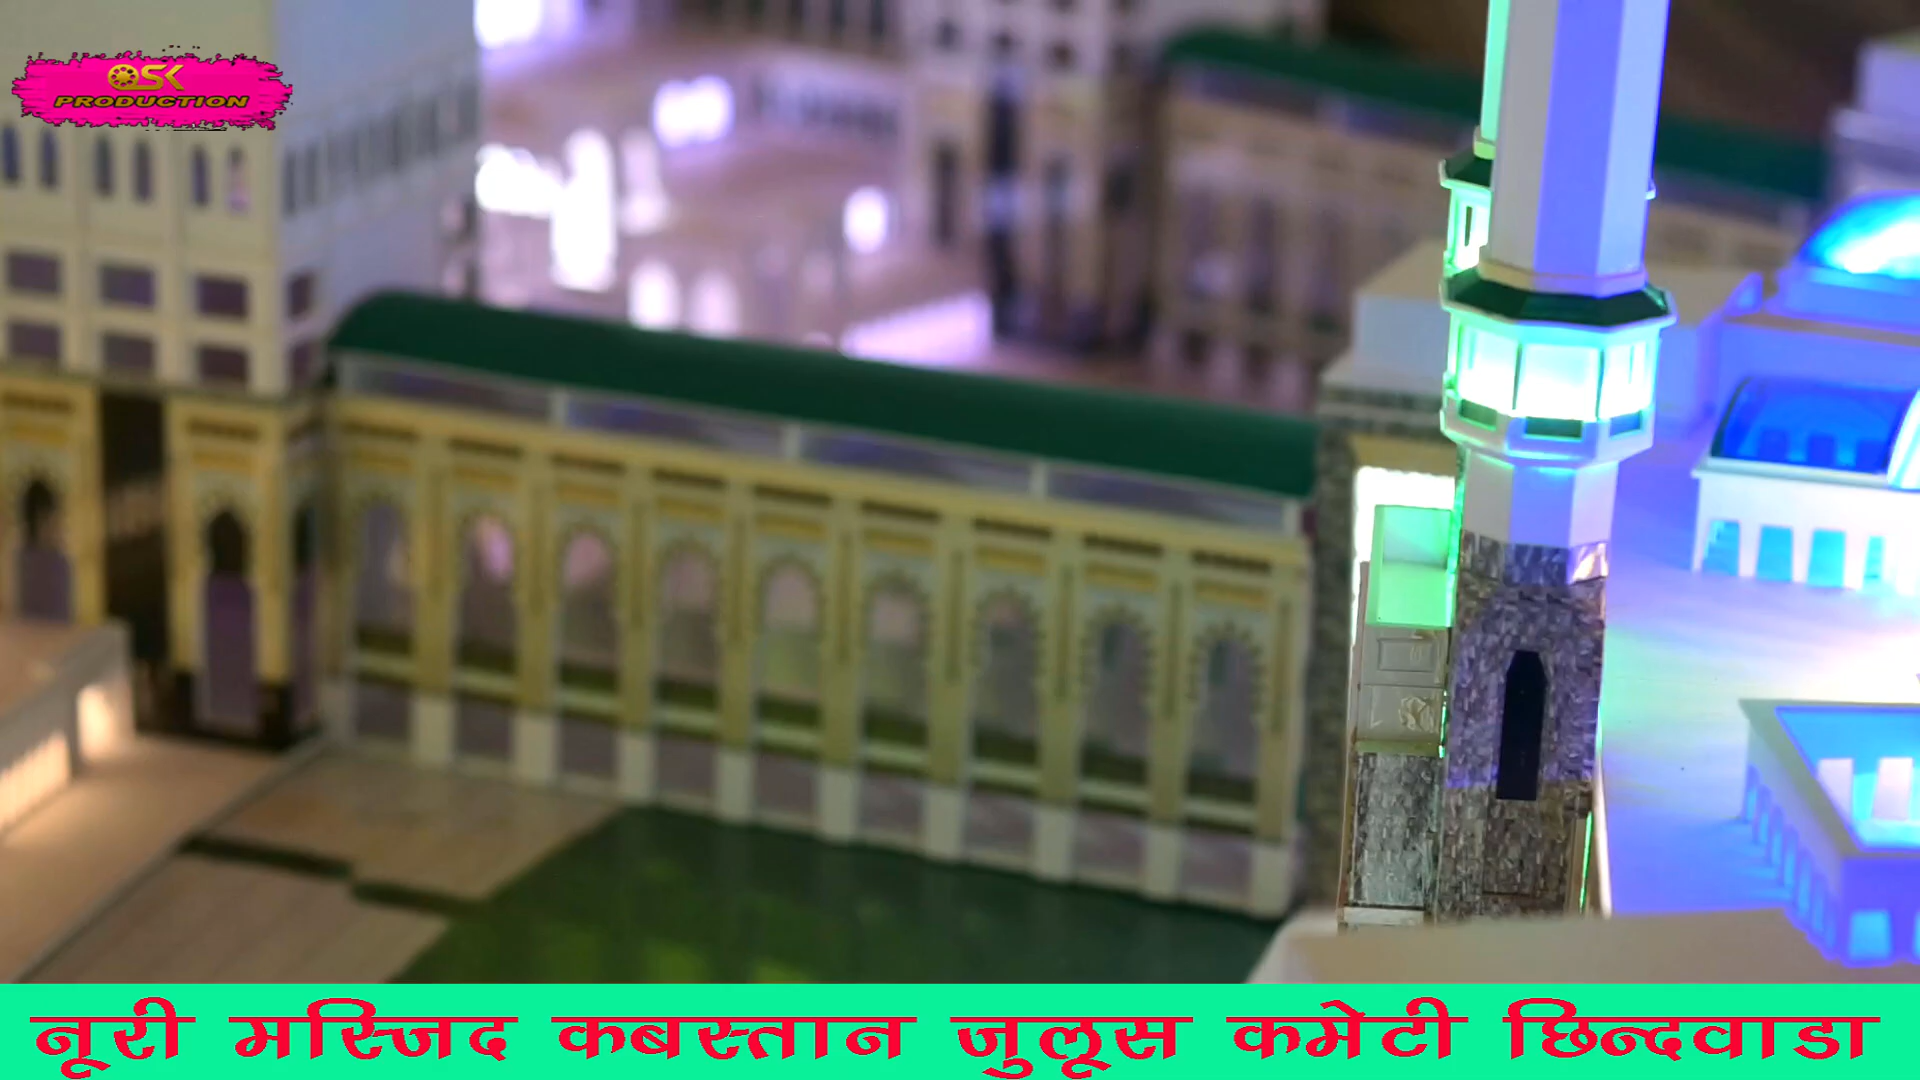 OSK
PRODUCTION
नूरी मस्जिद कबस्तान जुलूस कमेटी छिन्दवाडा